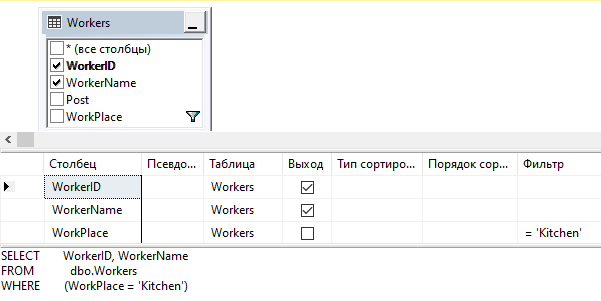 Workers
* (все столбцы)
WorkerID
WorkerName
Post
WorkPlace
Столбец Псевдо... Таблица Выход Тип сортиро... Порядок сор... Фильтр
WorkerID Workers
WorkerName Workers
WorkPlace Workers = 'Kitchen'
SELECT WorkerID, WorkerName
FROM dbo.Workers
WHERE (WorkPlace = 'Kitchen')